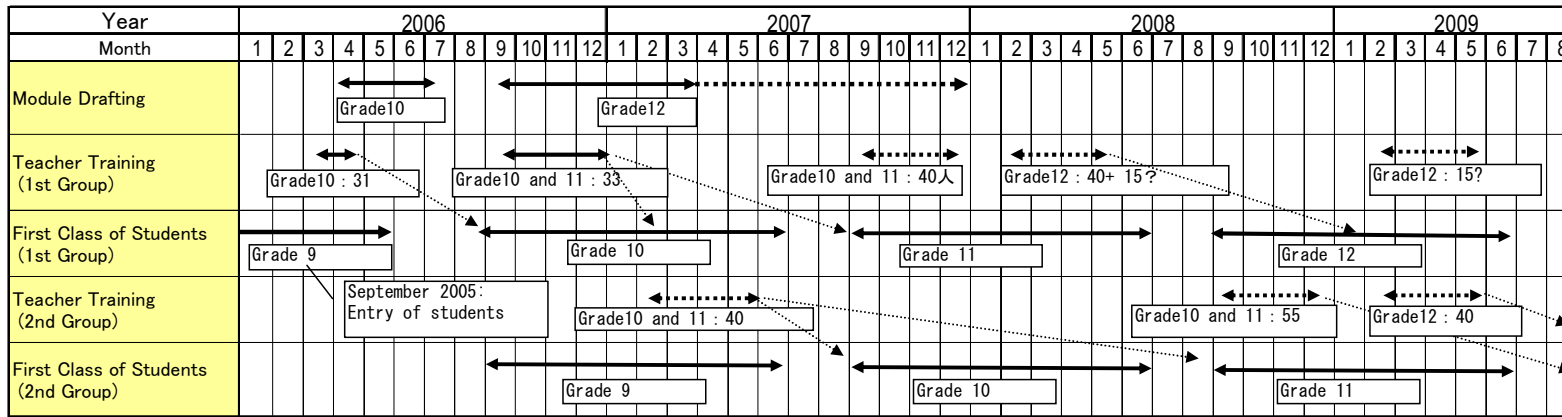 Year 2006 2007 2008 2009
Month 1 2 3 4 5 6 7 8 9 10 11 12 1 2 3 4 5 6 7 8 9 10 11 12 1 2 3 4 5 6 7 8 9 10 11 12 1 2 3 4 5 6 7 8
Module Drafting
Grade10
Grade12
Teacher Training
(1st Group)
Grade10：31
Grade10 and 11：33
Grade10 and 11：40人
Grade12：40+ 15？
Grade12：15?
First Class of Students
(1st Group)
Grade 9
Grade 10
Grade 11
Grade 12
September 2005:
Entry of students
Teacher Training
(2nd Group)
Grade10 and 11：40
Grade10 and 11：55
Grade12：40
First Class of Students
(2nd Group)
Grade 9
Grade 10
Grade 11